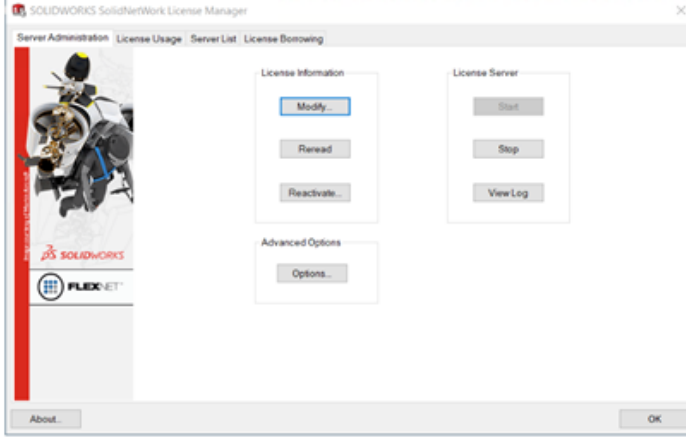 SOLIDWORKS SolidNetWork License Manager
Server Administration License Usage Server List License Borrowing
License Information
License Server
Modify...
Start
Reread
Stop
Reactivate...
View Log
Advanced Options
Options...
SOLIDWORKS
FLEXNET
About...
OK